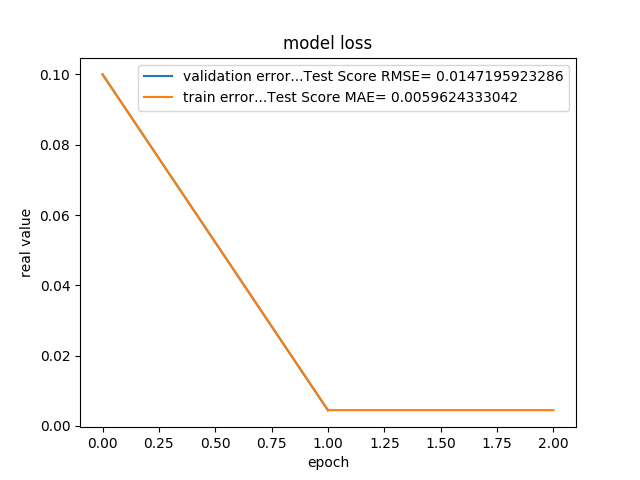 model loss
validation error...Test Score RMSE= 0.0147195923286
train error...Test Score MAE= 0.0059624333042
real value
0.10
0.08
0.06
0.04
0.02
0.00
0.00 0.25 0.50 0.75 1.00 1.25 1.50 1.75 2.00
epoch